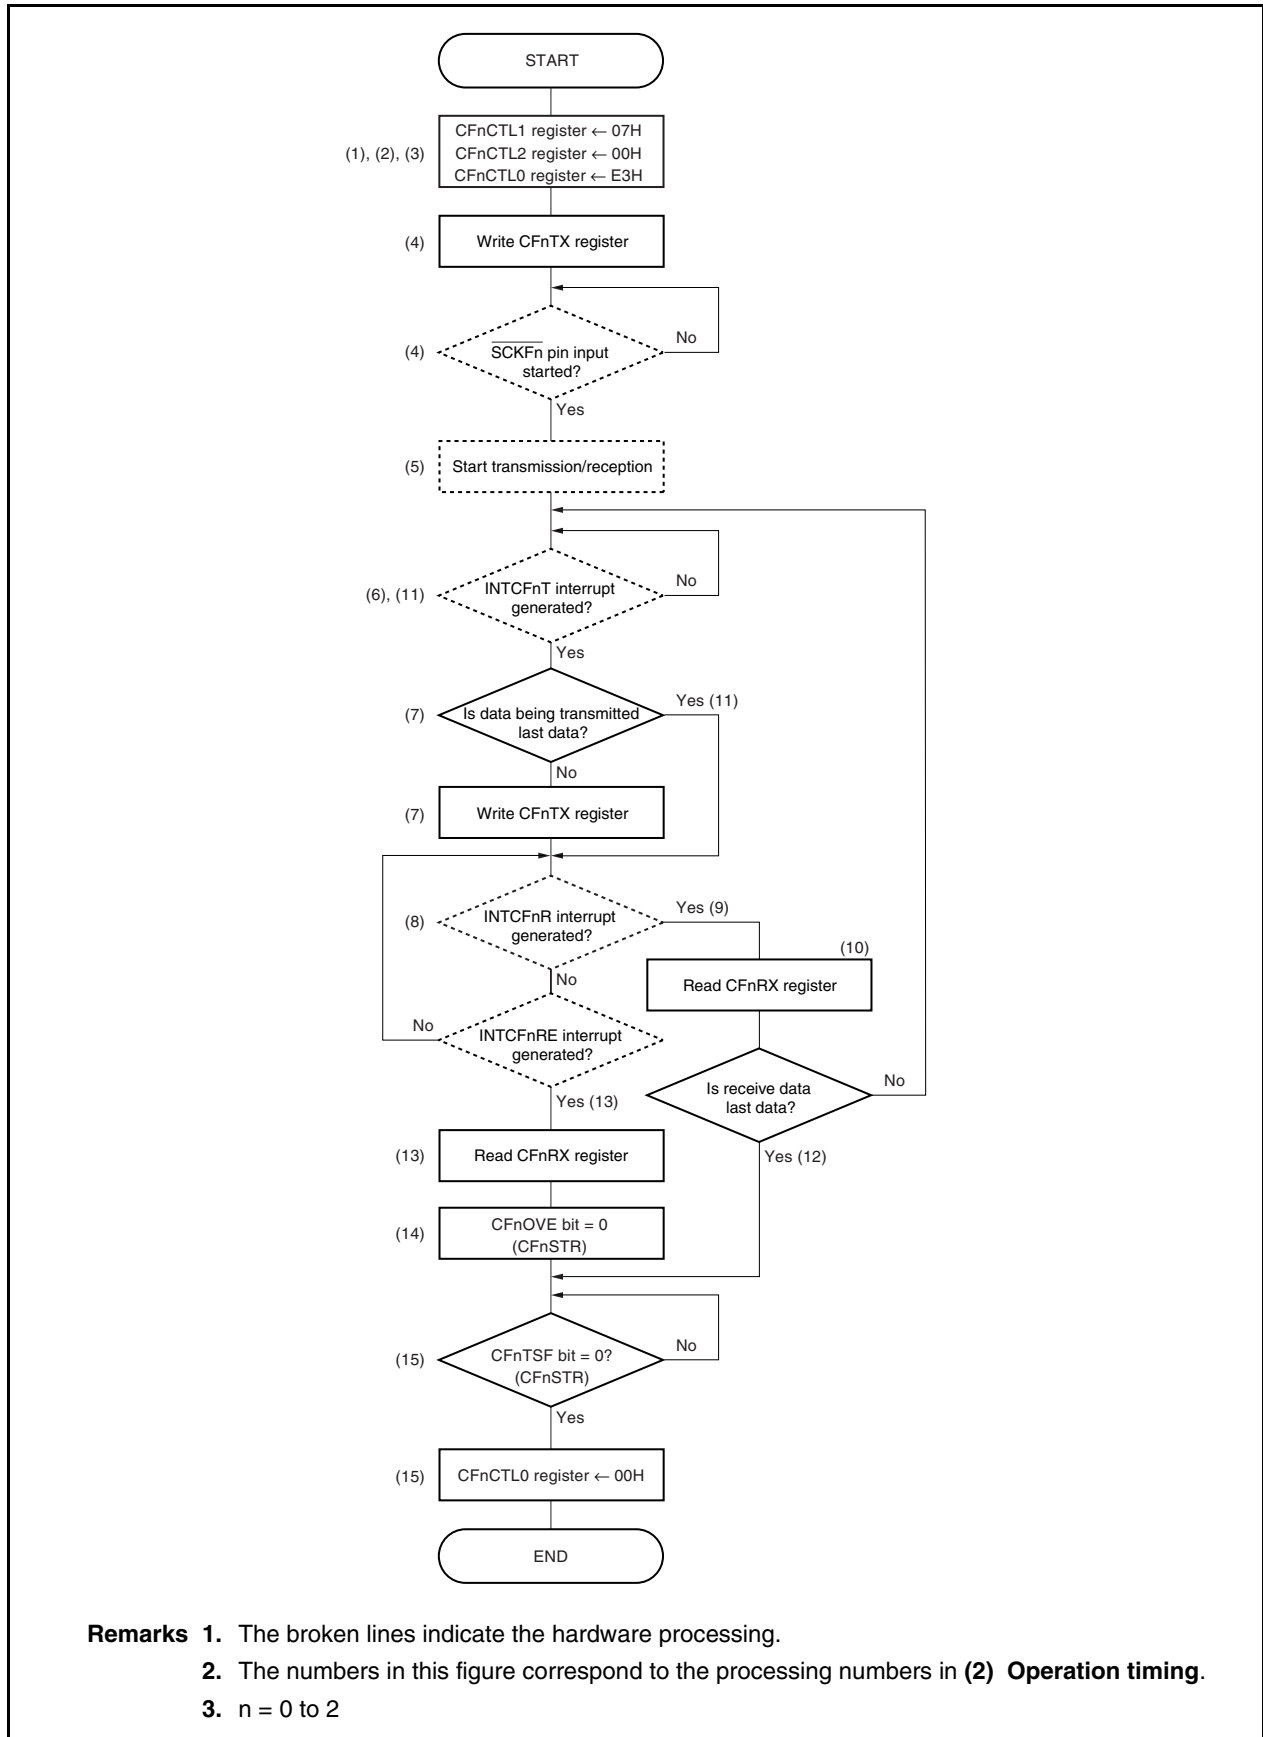 START
(1), (2), (3)
CFnCTL1 register ← 07H
CFnCTL2 register ← 00H
CFnCTL0 register ← E3H
(4)
Write CFnTX register
(4)
SCKFn pin input
started?
No
Yes
(5)
Start transmission/reception
(6), (11)
INTCFnT interrupt
generated?
No
Yes
(7)
Is data being transmitted
last data?
Yes (11)
No
(7)
Write CFnTX register
(8)
INTCFnR interrupt
generated?
Yes (9)
No
(10)
Read CFnRX register
No
INTCFnRE interrupt
generated?
Yes (13)
Is receive data
last data?
No
Yes (12)
(13)
Read CFnRX register
(14)
CFnOVE bit = 0
(CFnSTR)
(15)
CFnTSF bit = 0?
(CFnSTR)
No
Yes
(15)
CFnCTL0 register ← 00H
END
Remarks 1. The broken lines indicate the hardware processing.
2. The numbers in this figure correspond to the processing numbers in (2) Operation timing.
3. n = 0 to 2